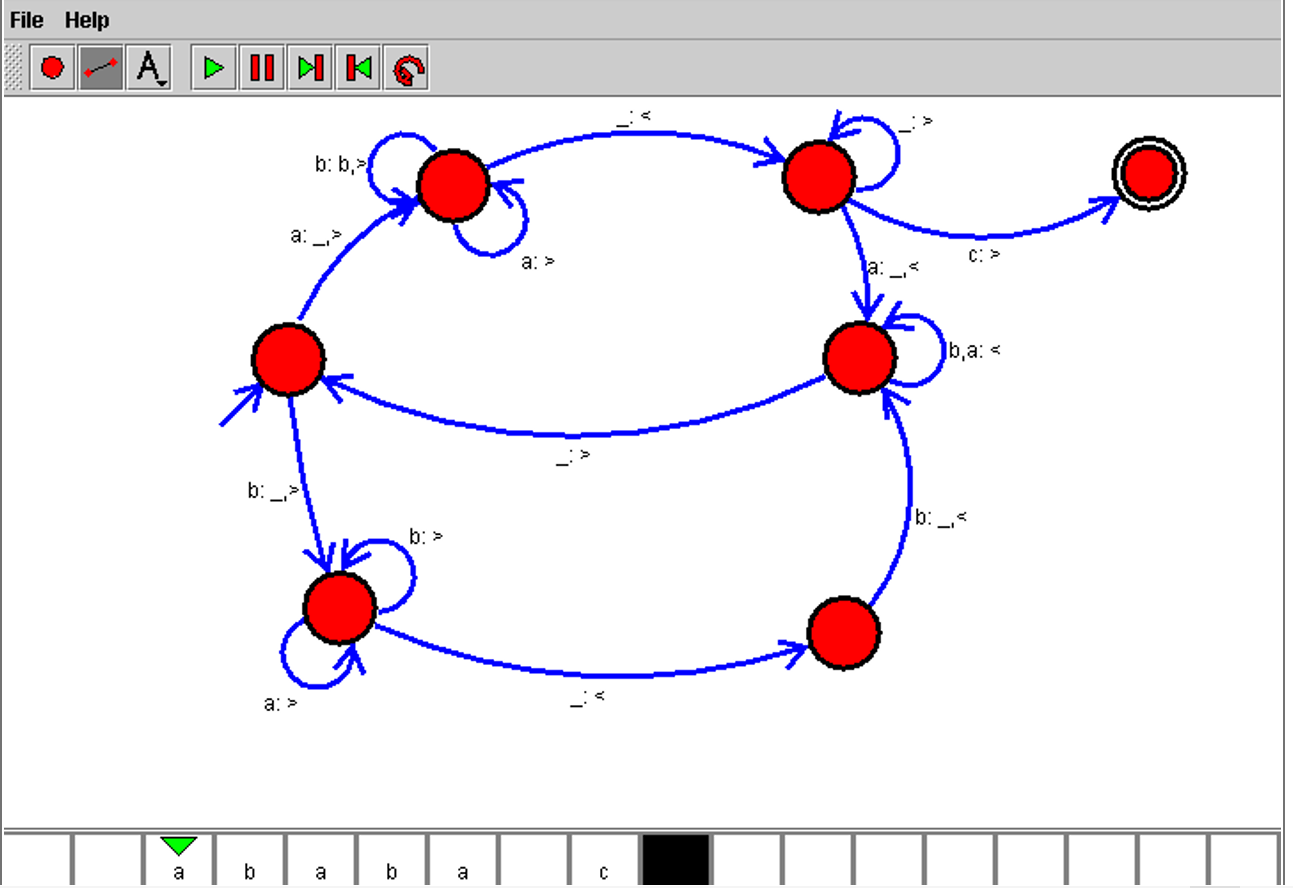 File Help
A
_: <
_: >
b: b,>
a: _,>
a: >
c: >
a: _,<
b,a: <
_: >
b: _,>
b: _,<
b: >
a: >
_: <
a b a b a c